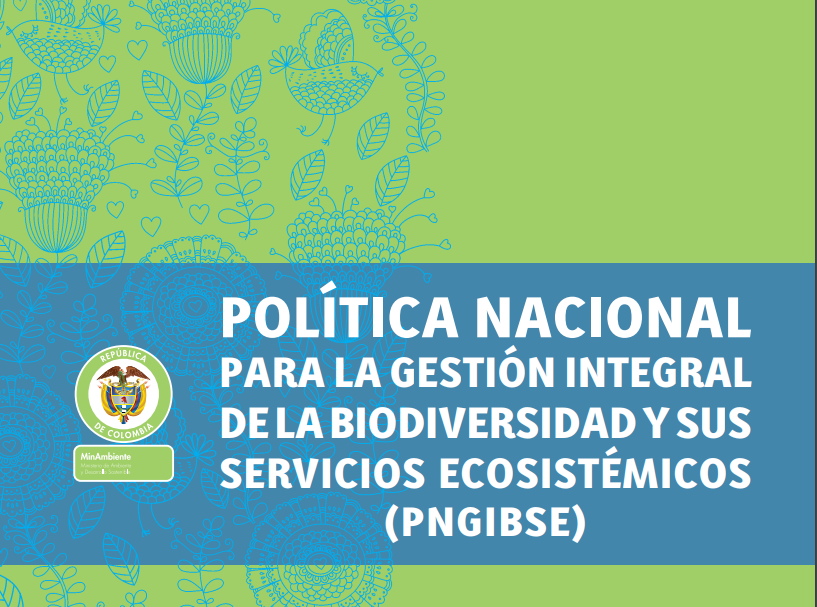 POLÍTICA NACIONAL
PARA LA GESTIÓN INTEGRAL
DE LA BIODIVERSIDAD Y SUS
SERVICIOS ECOSISTÉMICOS
(PNGIBSE)
REPÚBLICA
DE COLOMBIA
MinAmbiente
Ministerio de Ambiente
y Desarrollo Sostenible